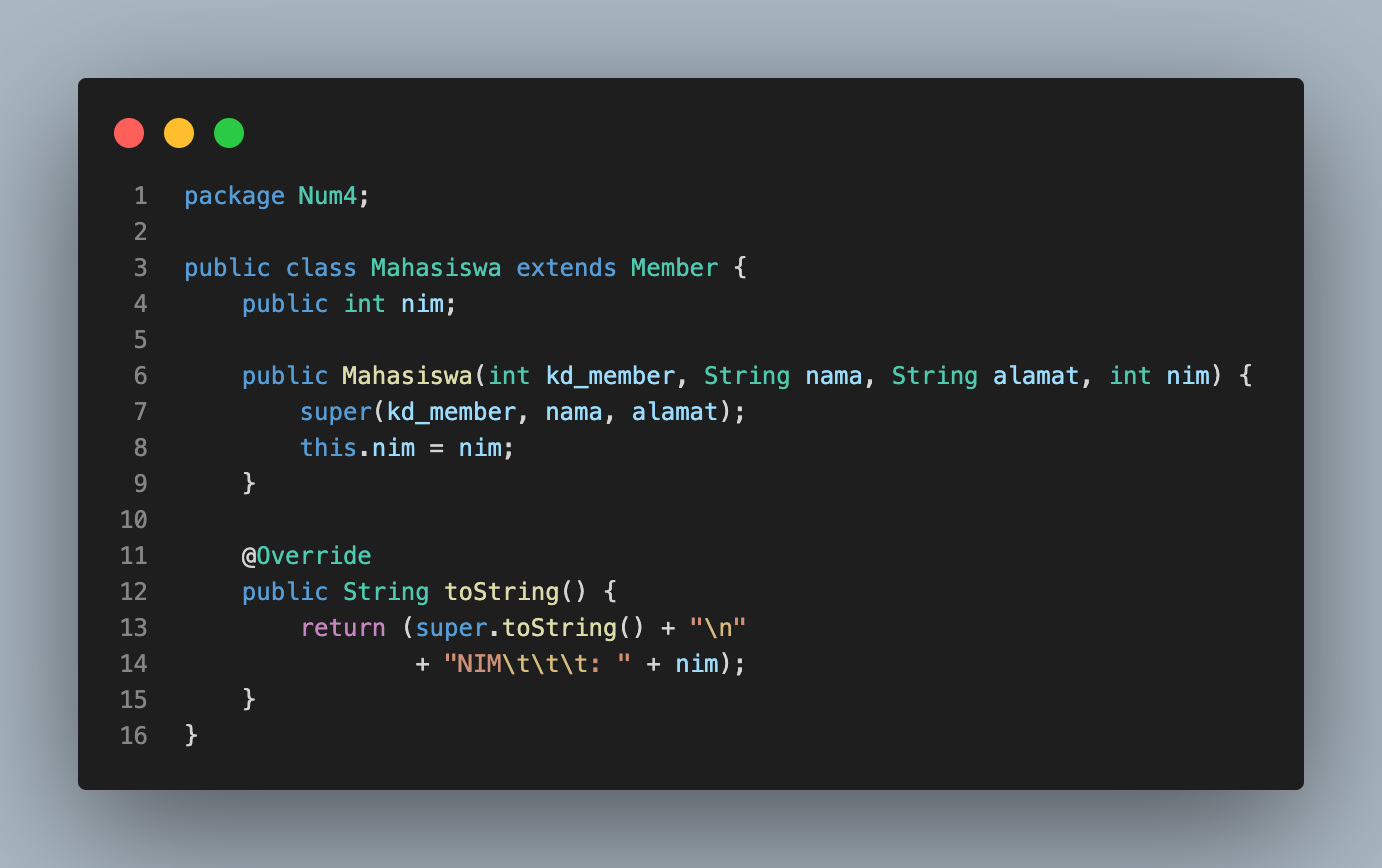 1 package Num4;
2
3 public class Mahasiswa extends Member {
4     public int nim;
5
6     public Mahasiswa(int kd_member, String nama, String alamat, int nim) {
7         super(kd_member, nama, alamat);
8         this.nim = nim;
9     }
10
11     @Override
12     public String toString() {
13         return (super.toString() + "\n"
14                 + "NIM\t\t\t: " + nim);
15     }
16 }